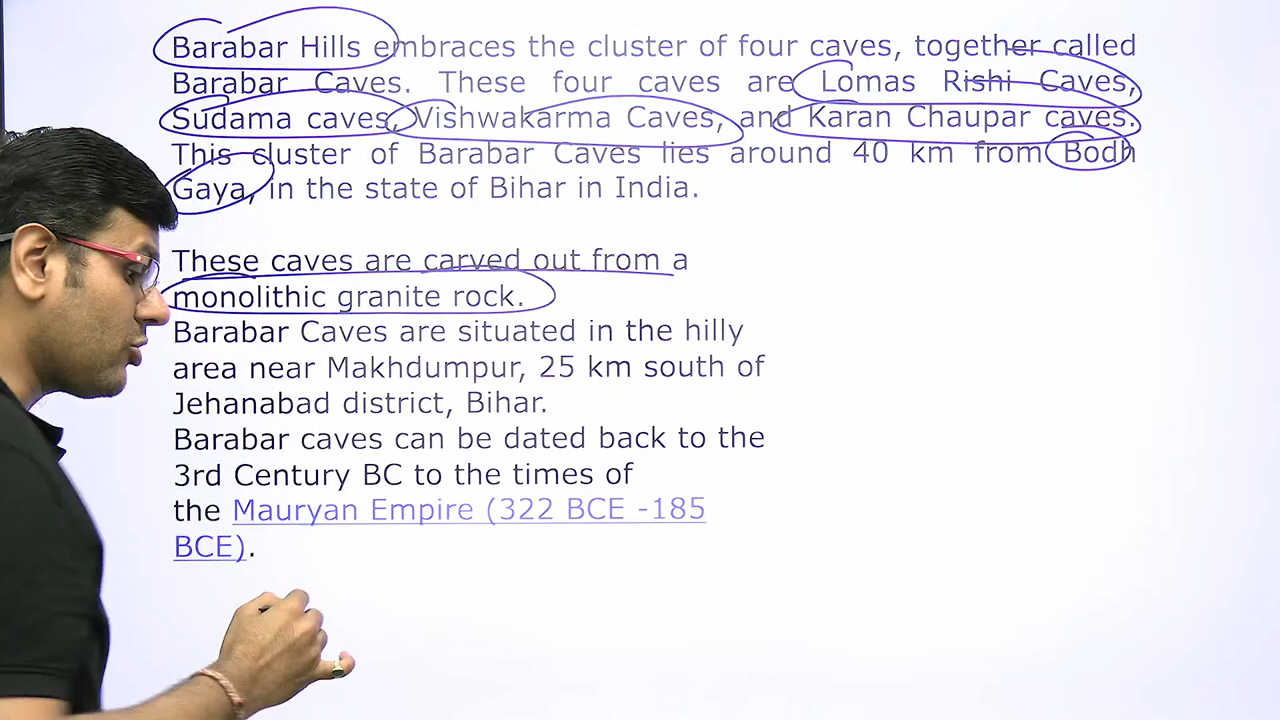 Barabar Hills embraces the cluster of four caves, together called
Barabar Caves. These four caves are Lomas Rishi Caves,
Sudama caves, Vishwakarma Caves, and Karan Chaupar caves.
This cluster of Barabar Caves lies around 40 km from Bodh
Gaya, in the state of Bihar in India.
These caves are carved out from a
monolithic granite rock.
Barabar Caves are situated in the hilly
area near Makhdumpur, 25 km south of
Jehanabad district, Bihar.
Barabar caves can be dated back to the
3rd Century BC to the times of
the Mauryan Empire (322 BCE -185
BCE).